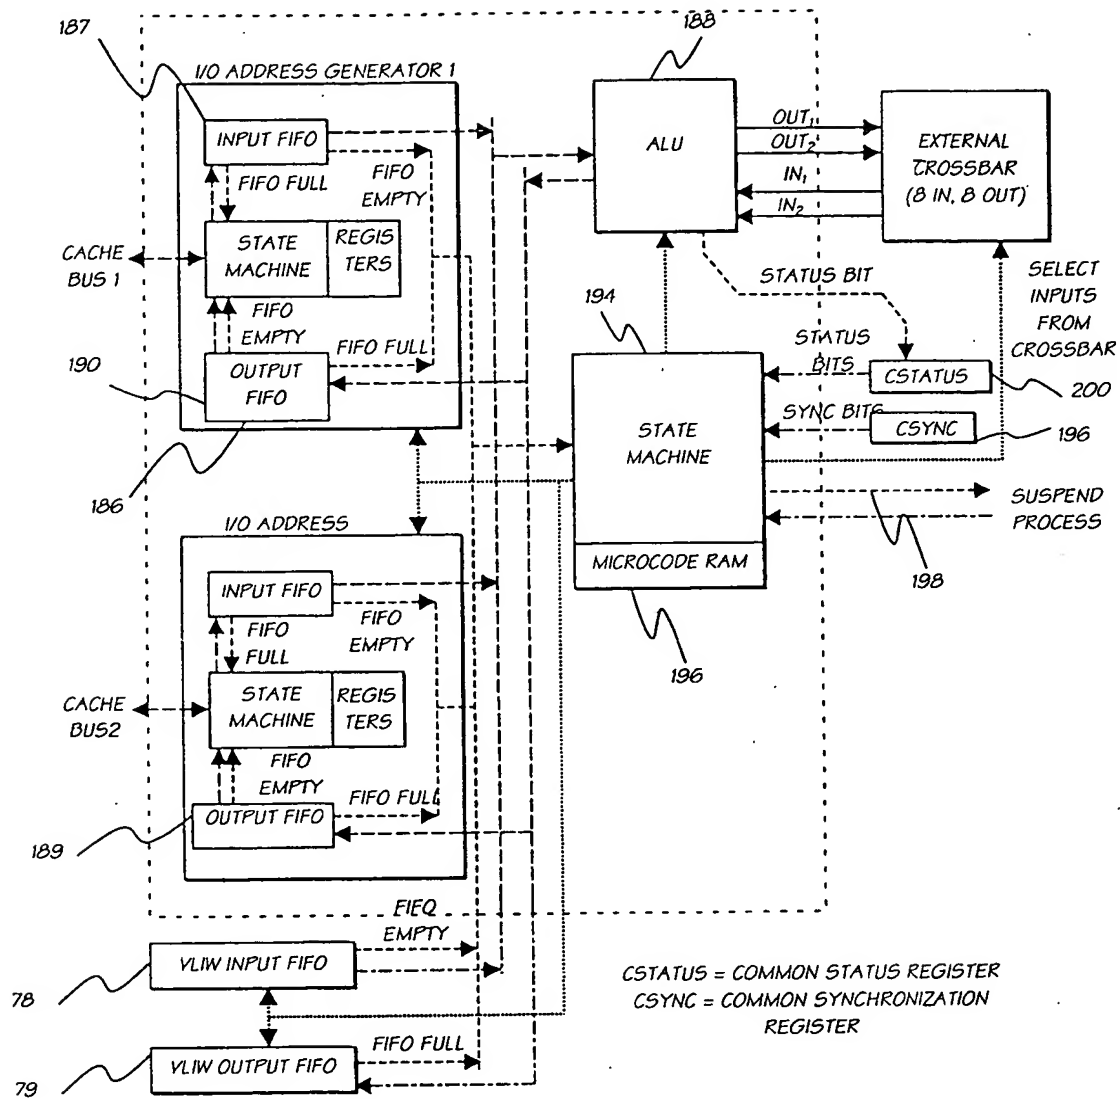 187
188
I/O ADDRESS GENERATOR 1
INPUT FIFO
FIFO FULL
FIFO
EMPTY
ALU
OUT1
OUT2
IN1
IN2
EXTERNAL
CROSSBAR
(8 IN, 8 OUT)
CACHE
BUS 1
STATE
MACHINE
REGIS
TERS
FIFO
EMPTY
FIFO FULL
OUTPUT
FIFO
190
186
STATUS BIT
SELECT
INPUTS
FROM
CROSSBAR
194
STATUS
BITS
CSTATUS
200
SYNC BITS
CSYNC
196
STATE
MACHINE
MICROCODE RAM
SUSPEND
PROCESS
198
196
I/O ADDRESS
INPUT FIFO
FIFO
FULL
FIFO
EMPTY
CACHE
BUS2
STATE
MACHINE
REGIS
TERS
FIFO
EMPTY
FIFO FULL
OUTPUT FIFO
189
FIFO
EMPTY
VLIW INPUT FIFO
78
FIFO FULL
VLIW OUTPUT FIFO
79
CSTATUS = COMMON STATUS REGISTER
CSYNC = COMMON SYNCHRONIZATION
REGISTER